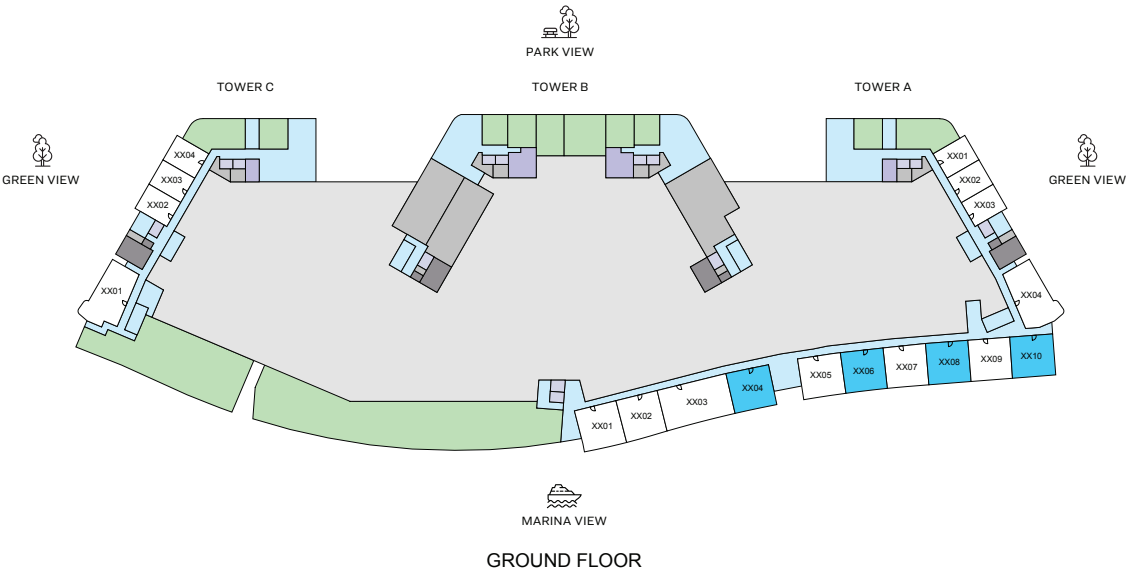 PARK VIEW
TOWER C
TOWER B
TOWER A
GREEN VIEW
GREEN VIEW
XX04
XX03
XX02
XX01
XX01
XX02
XX03
XX04
XX01
XX02
XX03
XX04
XX05
XX06
XX07
XX08
XX09
XX10
MARINA VIEW
GROUND FLOOR